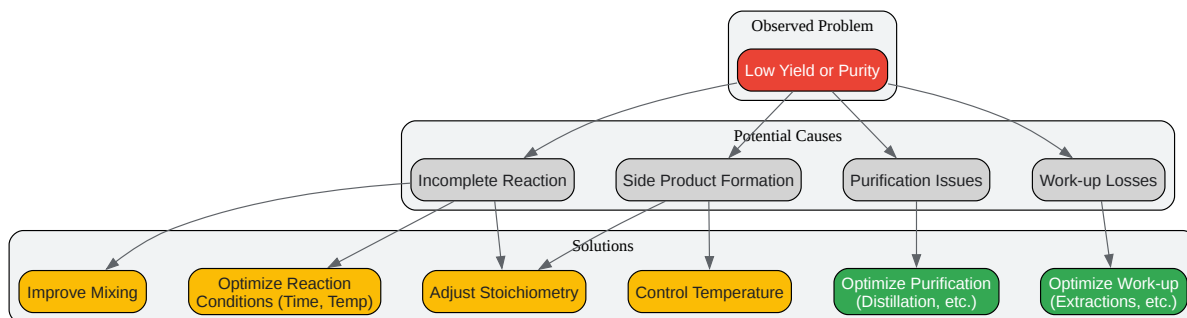 Observed Problem
Low Yield or Purity
Potential Causes
Incomplete Reaction
Side Product Formation
Purification Issues
Work-up Losses
Solutions
Improve Mixing
Optimize Reaction
Conditions (Time, Temp)
Adjust Stoichiometry
Control Temperature
Optimize Purification
(Distillation, etc.)
Optimize Work-up
(Extractions, etc.)